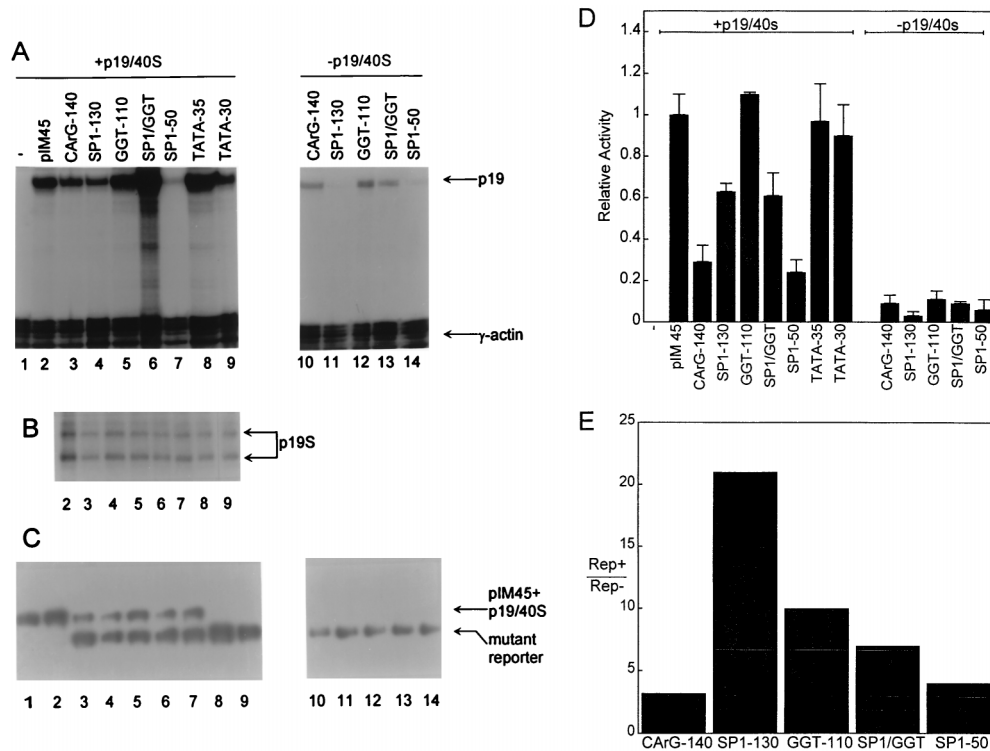 A
+p19/40S
-p19/40S
- pIM45 CArG-140 SP1-130 GGT-110 SP1/GGT SP1-50 TATA-35 TATA-30
CArG-140 SP1-130 GGT-110 SP1/GGT SP1-50
p19
γ-actin
1 2 3 4 5 6 7 8 9
10 11 12 13 14
B
p19S
2 3 4 5 6 7 8 9
C
pIM45+
p19/40S
mutant
reporter
1 2 3 4 5 6 7 8 9
10 11 12 13 14
D
+p19/40s
-p19/40s
Relative Activity
1.4
1.2
1
0.8
0.6
0.4
0.2
0
- pIM 45 CArG-140 SP1-130 GGT-110 SP1/GGT SP1-50 TATA-35 TATA-30
CArG-140 SP1-130 GGT-110 SP1/GGT SP1-50
E
Rep+
Rep-
25
20
15
10
5
0
CArG-140 SP1-130 GGT-110 SP1/GGT SP1-50